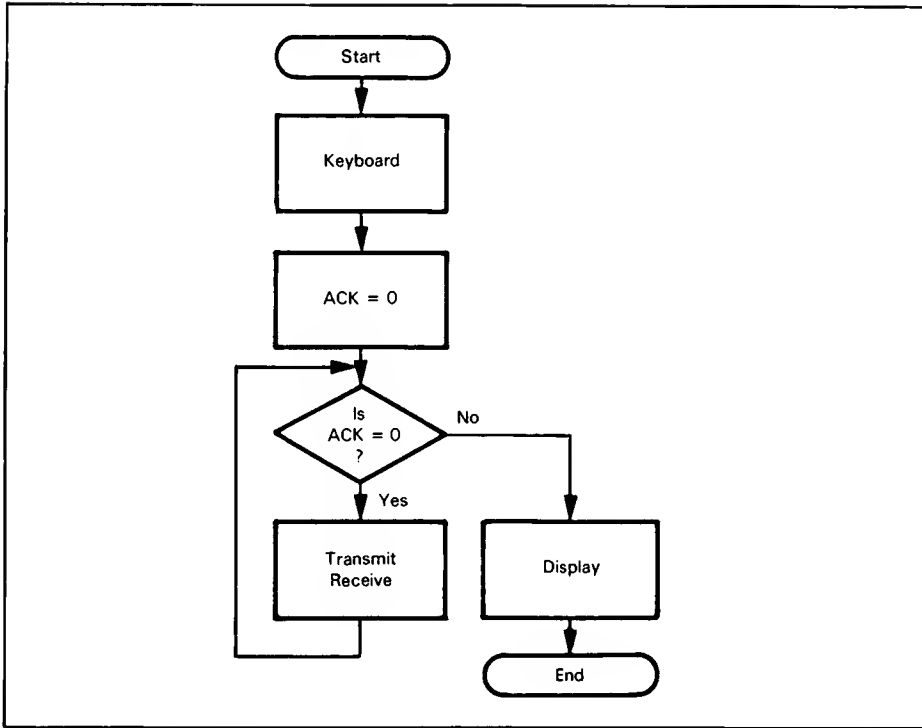 Start
Keyboard
ACK = 0
Is
ACK = 0
?
No
Yes
Transmit
Receive
Display
End